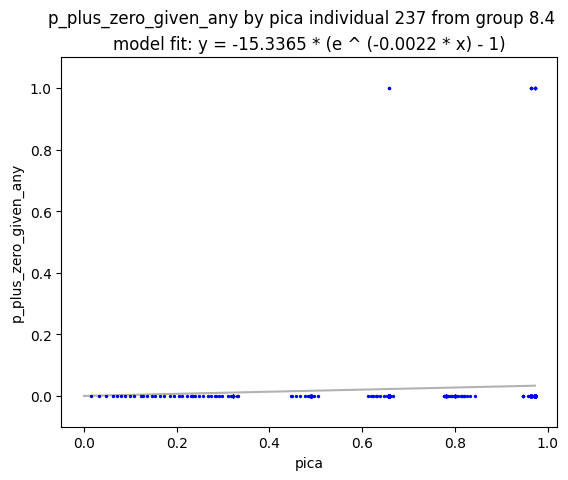 p_plus_zero_given_any by pica individual 237 from group 8.4
model fit: y = -15.3365 * (e ^ (-0.0022 * x) - 1)
p_plus_zero_given_any
1.0
0.8
0.6
0.4
0.2
0.0
0.0 0.2 0.4 0.6 0.8 1.0
pica